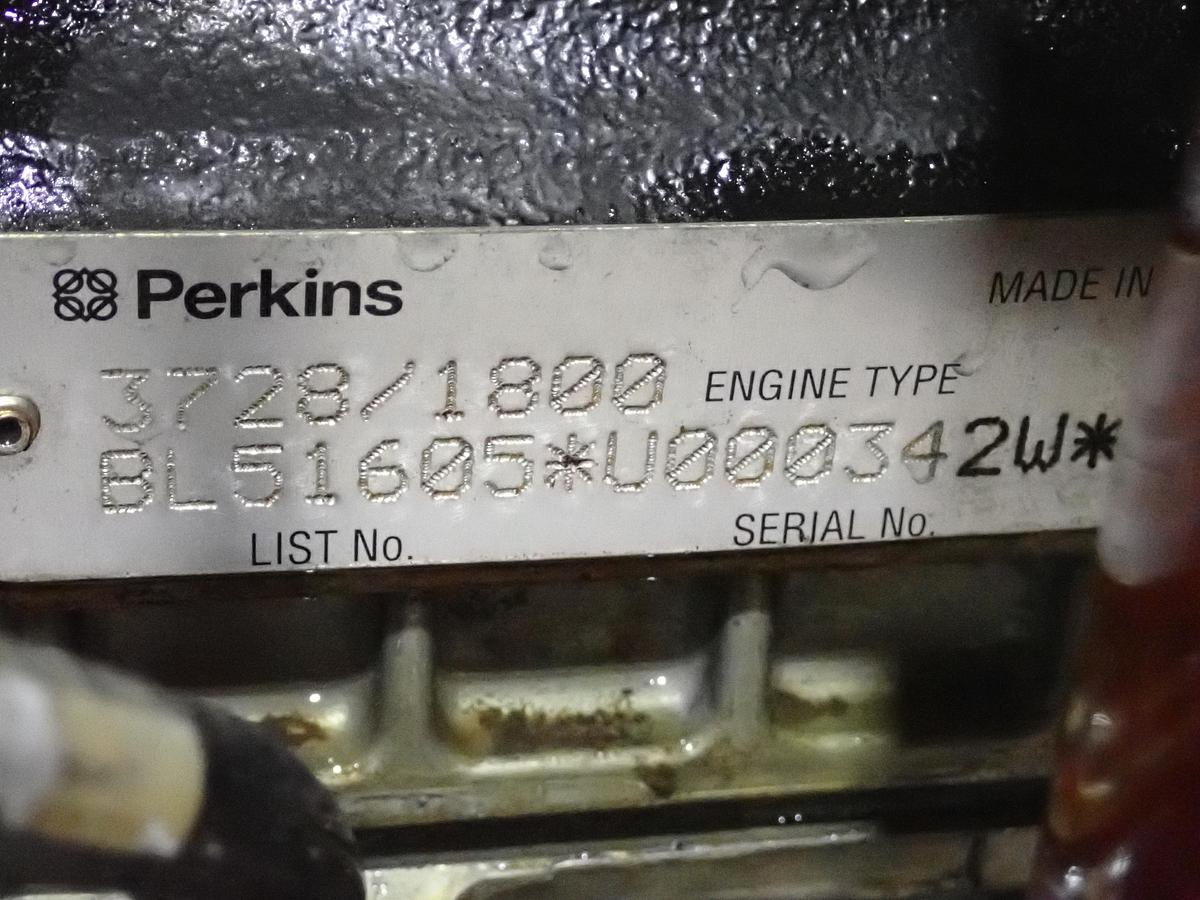 Perkins MADE IN
3728/1800 ENGINE TYPE
BL51605*U000342W*
LIST No. SERIAL No.